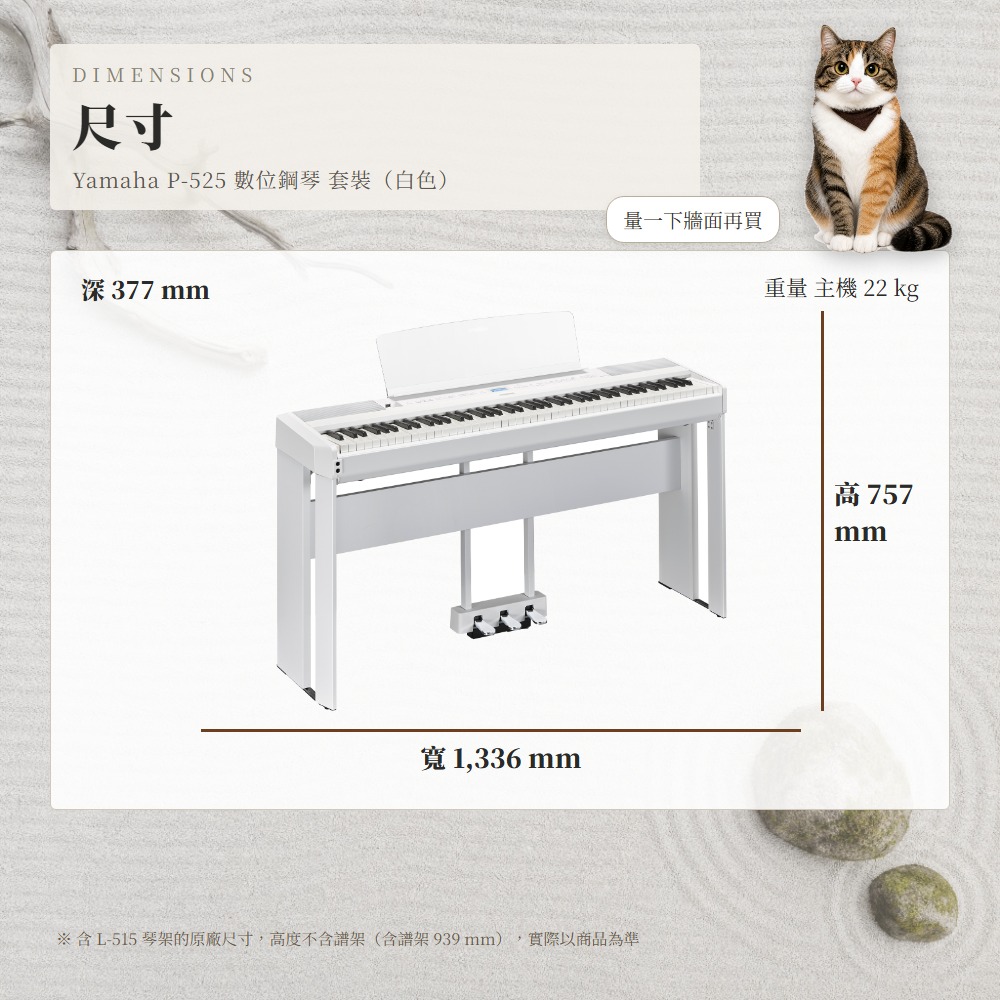 DIMENSIONS
尺寸
Yamaha P-525 數位鋼琴 套裝（白色）
量一下牆面再買
深 377 mm
重量 主機 22 kg
高 757
mm
寬 1,336 mm
※ 含 L-515 琴架的原廠尺寸，高度不含譜架（含譜架 939 mm），實際以商品為準